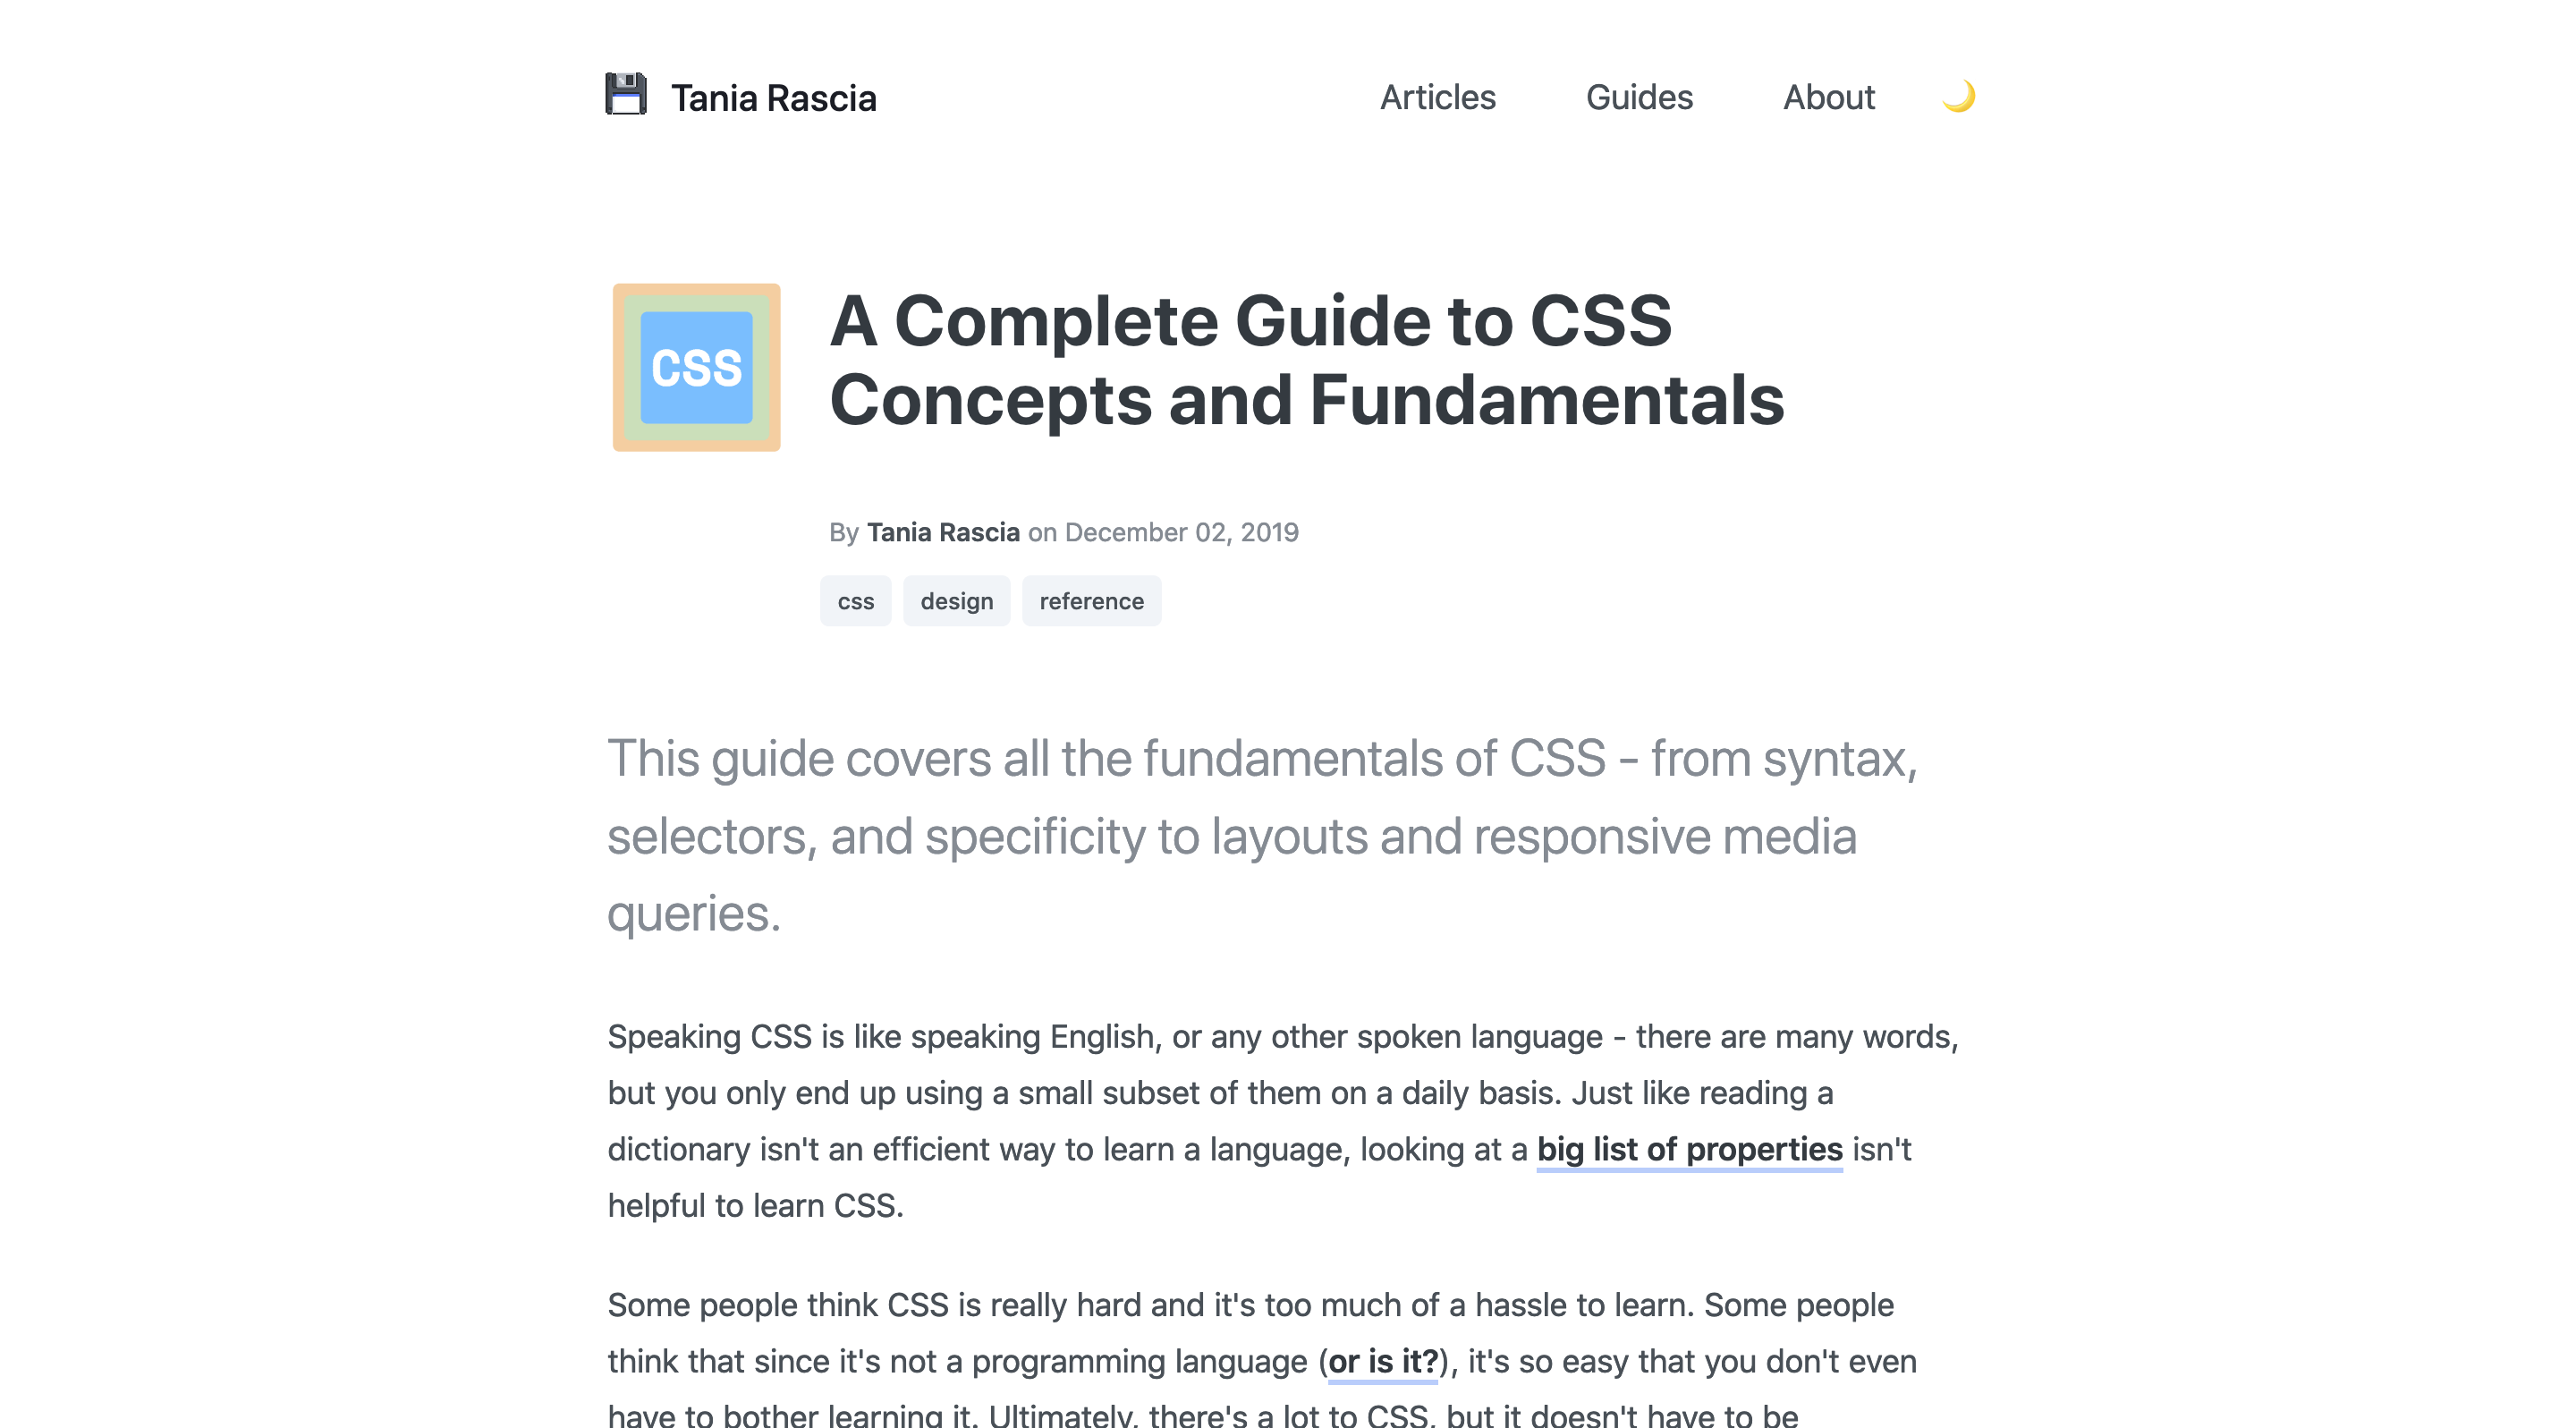 Tania Rascia
Articles
Guides
About
CSS
A Complete Guide to CSS
Concepts and Fundamentals
By Tania Rascia on December 02, 2019
css
design
reference
This guide covers all the fundamentals of CSS - from syntax,
selectors, and specificity to layouts and responsive media
queries.
Speaking CSS is like speaking English, or any other spoken language - there are many words,
but you only end up using a small subset of them on a daily basis. Just like reading a
dictionary isn't an efficient way to learn a language, looking at a big list of properties isn't
helpful to learn CSS.
Some people think CSS is really hard and it's too much of a hassle to learn. Some people
think that since it's not a programming language (or is it?), it's so easy that you don't even
have to bother learning it. Ultimately, there's a lot to CSS, but it doesn't have to be